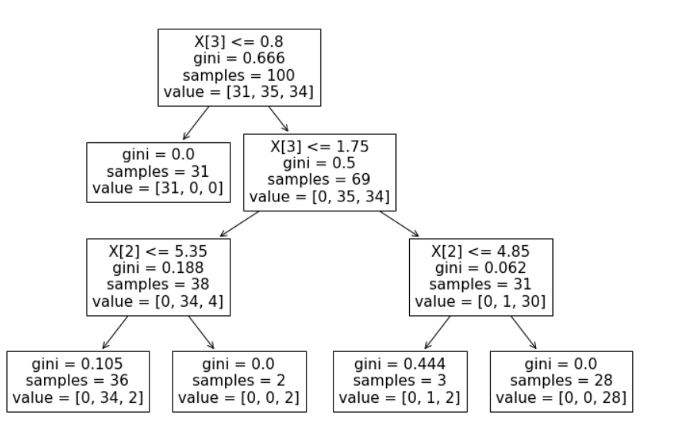 X[3] <= 0.8
gini = 0.666
samples = 100
value = [31, 35, 34]
gini = 0.0
samples = 31
value = [31, 0, 0]
X[3] <= 1.75
gini = 0.5
samples = 69
value = [0, 35, 34]
X[2] <= 5.35
gini = 0.188
samples = 38
value = [0, 34, 4]
X[2] <= 4.85
gini = 0.062
samples = 31
value = [0, 1, 30]
gini = 0.105
samples = 36
value = [0, 34, 2]
gini = 0.0
samples = 2
value = [0, 0, 2]
gini = 0.444
samples = 3
value = [0, 1, 2]
gini = 0.0
samples = 28
value = [0, 0, 28]